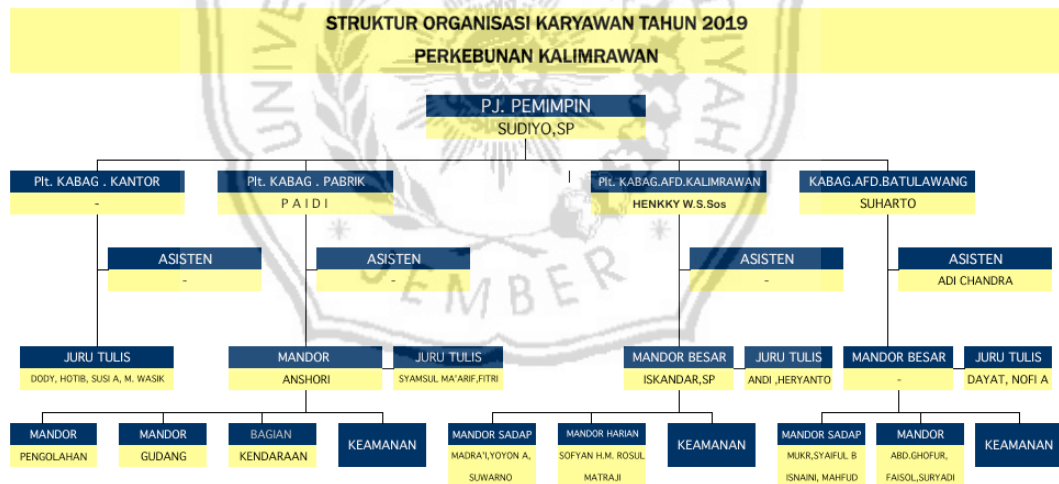 STRUKTUR ORGANISASI KARYAWAN TAHUN 2019
PERKEBUNAN KALIMRAWAN
PJ. PEMIMPIN
SUDIYO,SP
Plt. KABAG . KANTOR
-
Plt. KABAG . PABRIK
P A I D I
Plt. KABAG.AFD.KALIMRAWAN
HENKKY W.S.Sos
KABAG.AFD.BATULAWANG
SUHARTO
ASISTEN
-
ASISTEN
-
ASISTEN
-
ASISTEN
ADI CHANDRA
JURU TULIS
DODY, HOTIB, SUSI A, M. WASIK
MANDOR
ANSHORI
JURU TULIS
SYAMSUL MA'ARIF,FITRI
MANDOR BESAR
ISKANDAR,SP
JURU TULIS
ANDI ,HERYANTO
MANDOR BESAR
-
JURU TULIS
DAYAT, NOFI A
MANDOR
PENGOLAHAN
MANDOR
GUDANG
BAGIAN
KENDARAAN
KEAMANAN
MANDOR SADAP
MADRA'I,YOYON A,
SUWARNO
MANDOR HARIAN
SOFYAN H.M. ROSUL
MATRAJI
KEAMANAN
MANDOR SADAP
MUKR,SYAIFUL B
ISNAINI, MAHFUD
MANDOR
ABD.GHOFUR,
FAISOL,SURYADI
KEAMANAN
JEMBER